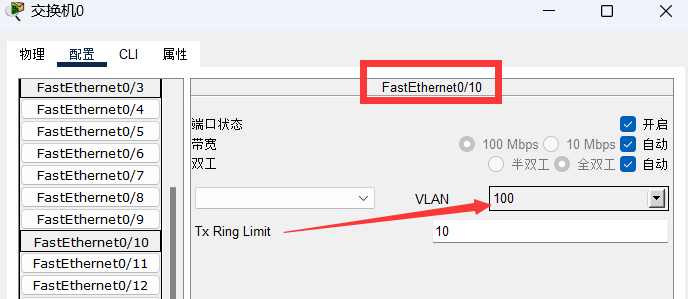 交换机0
物理 配置 CLI 属性
FastEthernet0/3
FastEthernet0/4
FastEthernet0/5
FastEthernet0/6
FastEthernet0/7
FastEthernet0/8
FastEthernet0/9
FastEthernet0/10
FastEthernet0/11
FastEthernet0/12
FastEthernet0/10
端口状态 开启
带宽 100 Mbps 10 Mbps 自动
双工 半双工 全双工 自动
VLAN 100
Tx Ring Limit 10